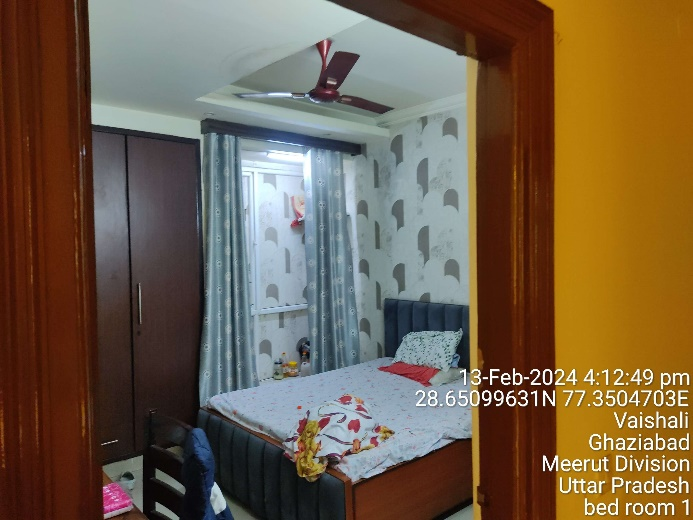 13-Feb-2024 4:12:49 pm
28.65099631N 77.3504703E
Vaishali
Ghaziabad
Meerut Division
Uttar Pradesh
bed room 1